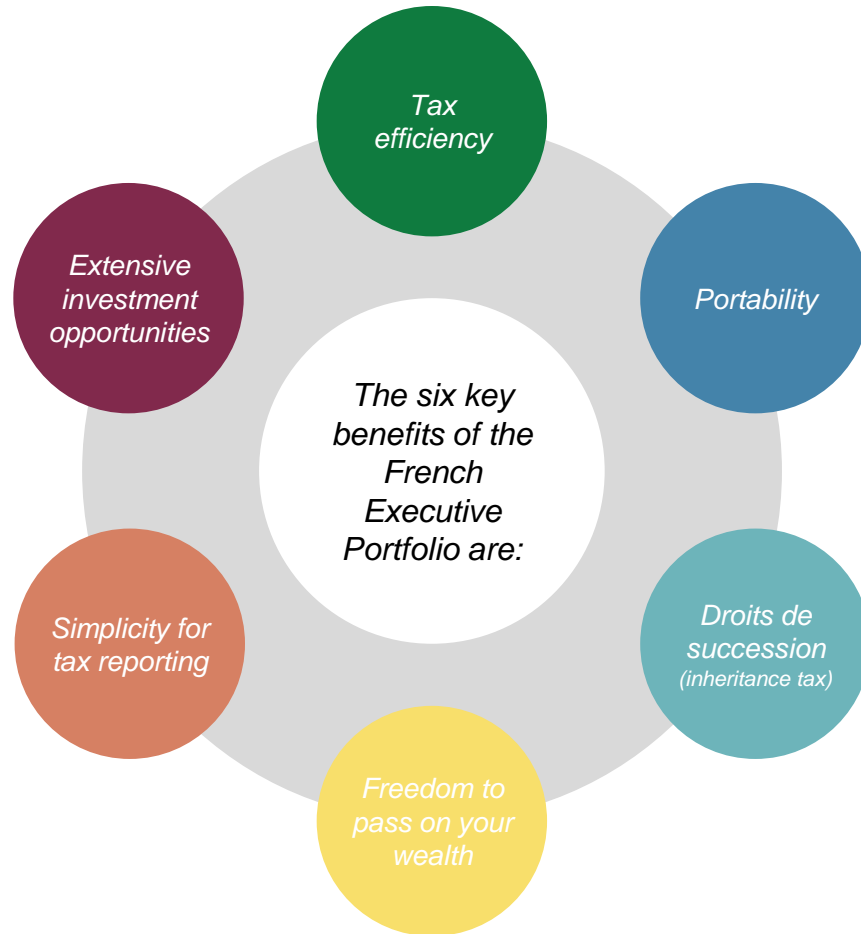 Tax
efficiency
Extensive
investment
opportunities
Portability
The six key
benefits of the
French
Executive
Portfolio are:
Simplicity for
tax reporting
Droits de
succession
(inheritance tax)
Freedom to
pass on your
wealth